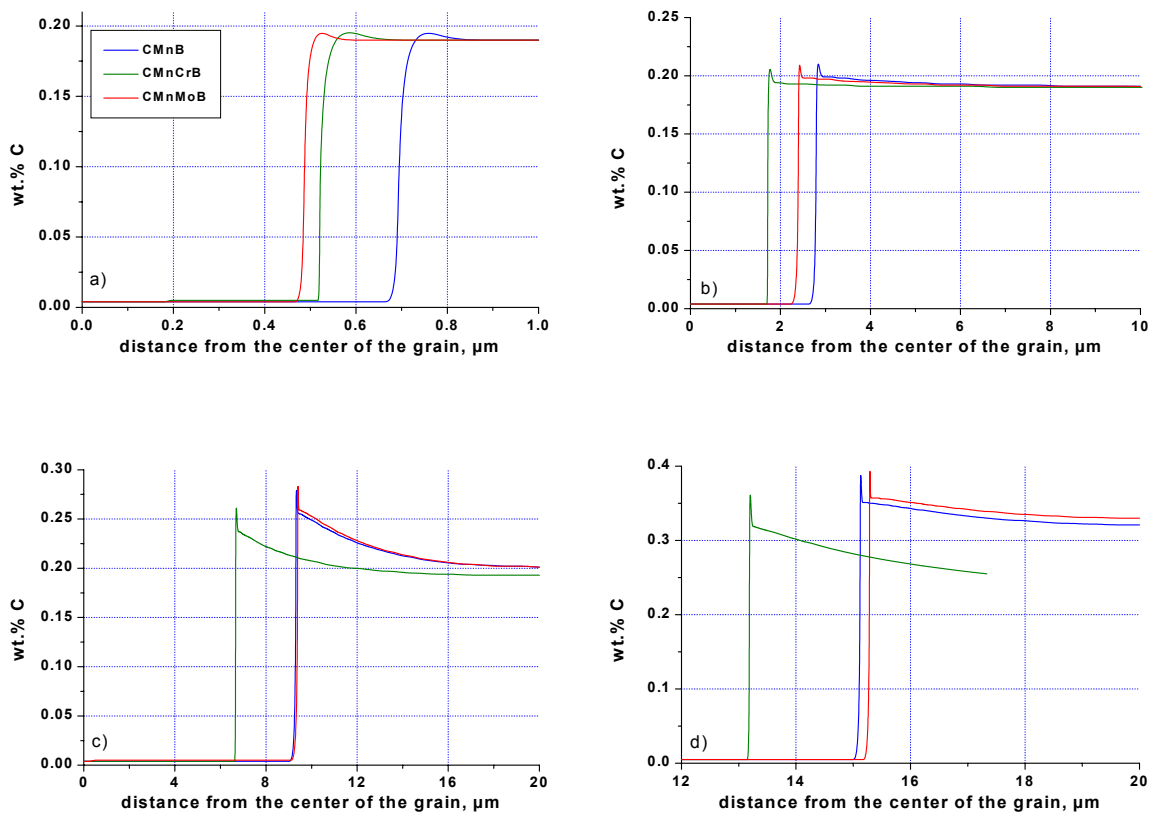 0.20
0.15
0.10
0.05
0.00
wt.% C
CMnB
CMnCrB
CMnMoB
a)
0.0 0.2 0.4 0.6 0.8 1.0
distance from the center of the grain, µm
0.25
0.20
0.15
0.10
0.05
0.00
wt.% C
b)
0 2 4 6 8 10
distance from the center of the grain, µm
0.30
0.25
0.20
0.15
0.10
0.05
0.00
wt.% C
c)
0 4 8 12 16 20
distance from the center of the grain, µm
0.4
0.3
0.2
0.1
0.0
wt.% C
d)
12 14 16 18 20
distance from the center of the grain, µm